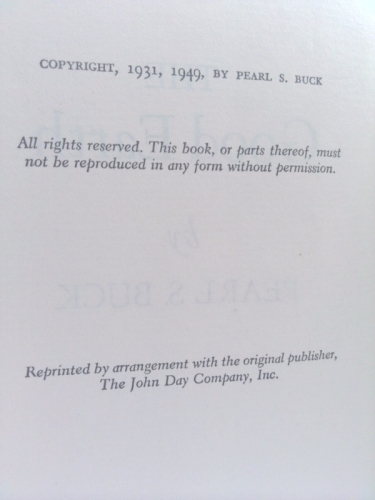 COPYRIGHT, 1931, 1949, BY PEARL S. BUCK
All rights reserved. This book, or parts thereof, must
not be reproduced in any form without permission.
Reprinted by arrangement with the original publisher,
The John Day Company, Inc.